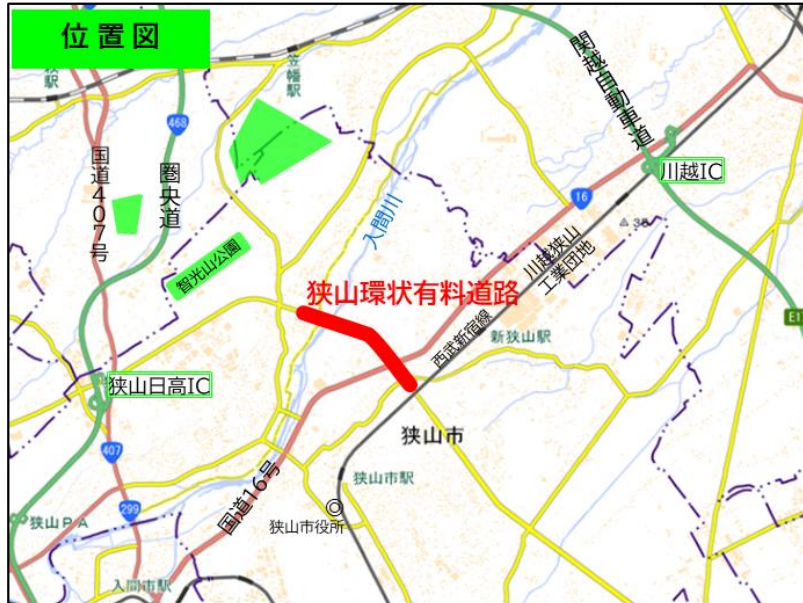 位置図
笠幡駅
関越自動車道
468
国道407号
圏央道
川越IC
16
入間川
川越狭山
工業団地
智光山公園
狭山環状有料道路
西武新宿線
新狭山駅
狭山日高IC
狭山市
407
国道16号
狭山市駅
299
狭山市役所
狭山PA
入間市駅